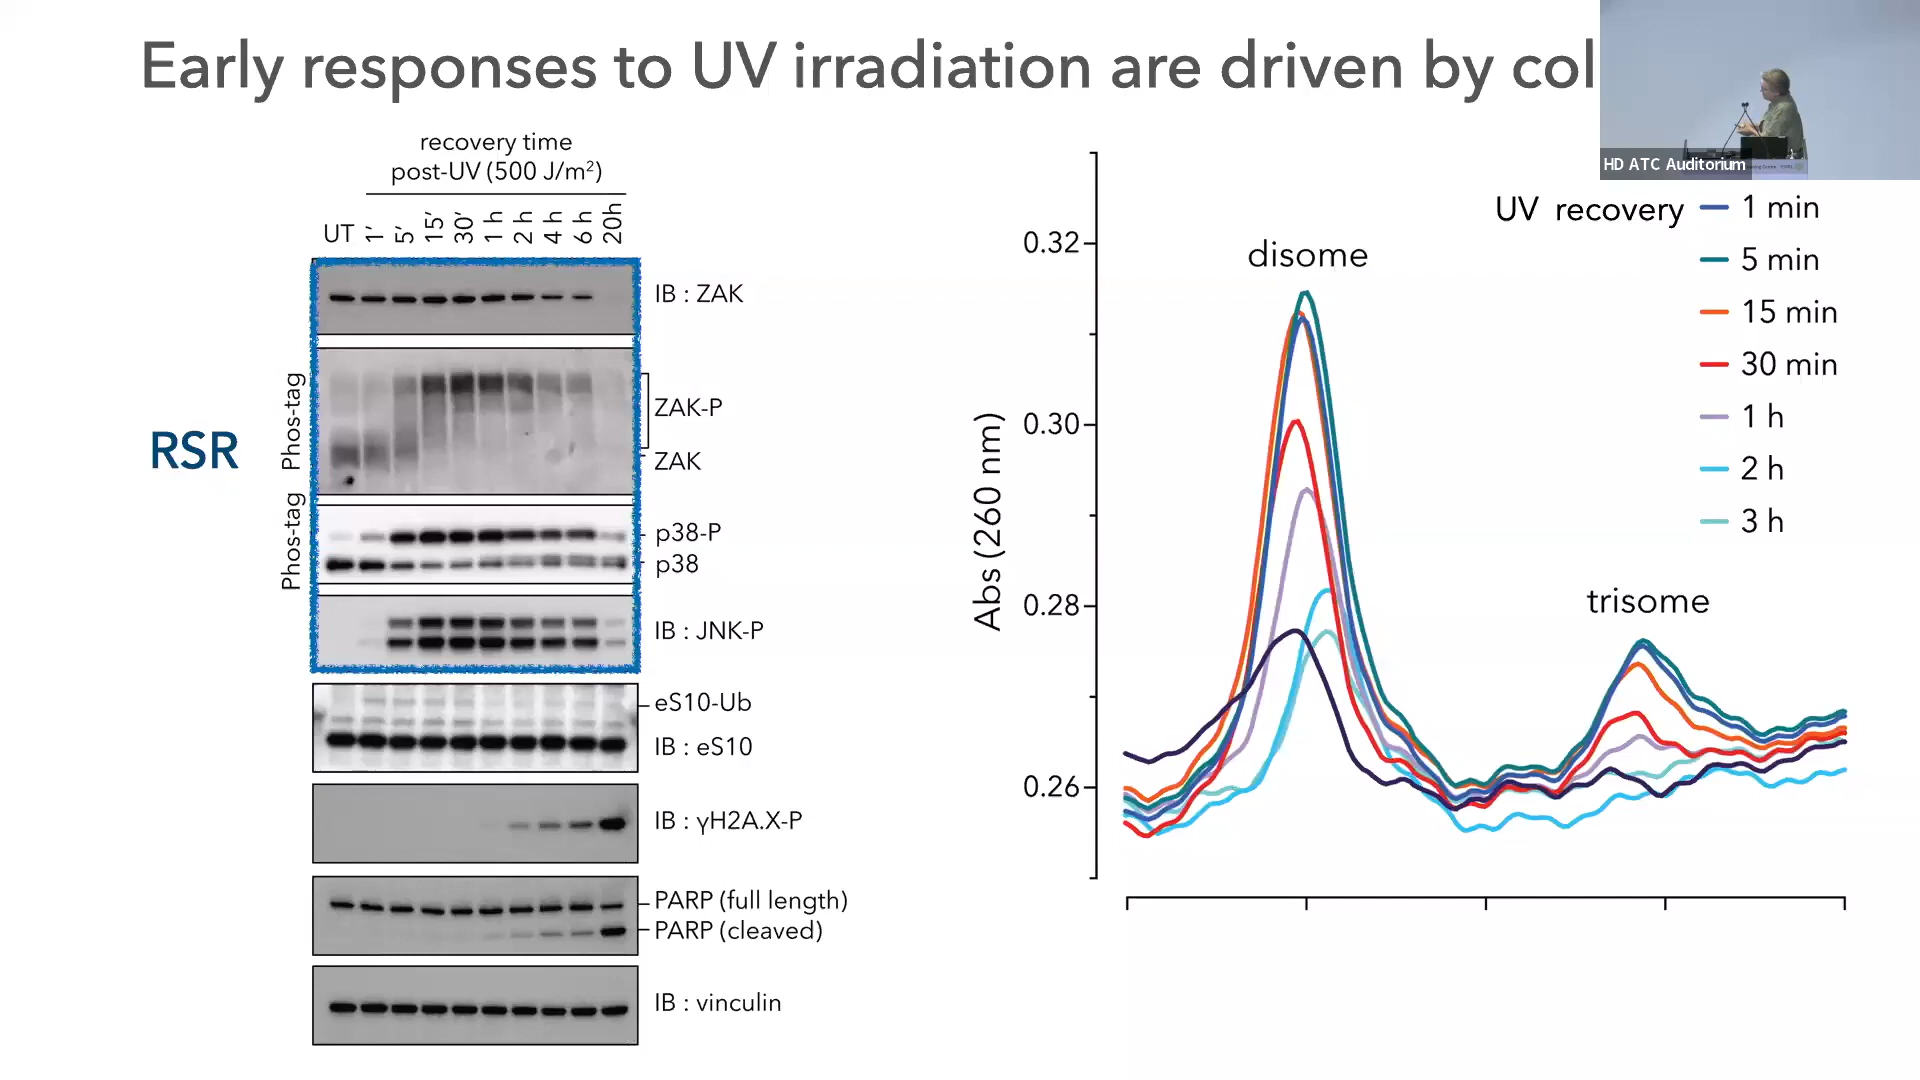 Early responses to UV irradiation are driven by col
HD ATC Auditorium
recovery time
post-UV (500 J/m²)
UT 1′ 5′ 15′ 30′ 1 h 2 h 4 h 6 h 20h
IB : ZAK
Phos-tag
ZAK-P
ZAK
RSR
Phos-tag
p38-P
p38
IB : JNK-P
eS10-Ub
IB : eS10
IB : γH2A.X-P
PARP (full length)
PARP (cleaved)
IB : vinculin
UV recovery
1 min
5 min
15 min
30 min
1 h
2 h
3 h
disome
trisome
Abs (260 nm)
0.32
0.30
0.28
0.26